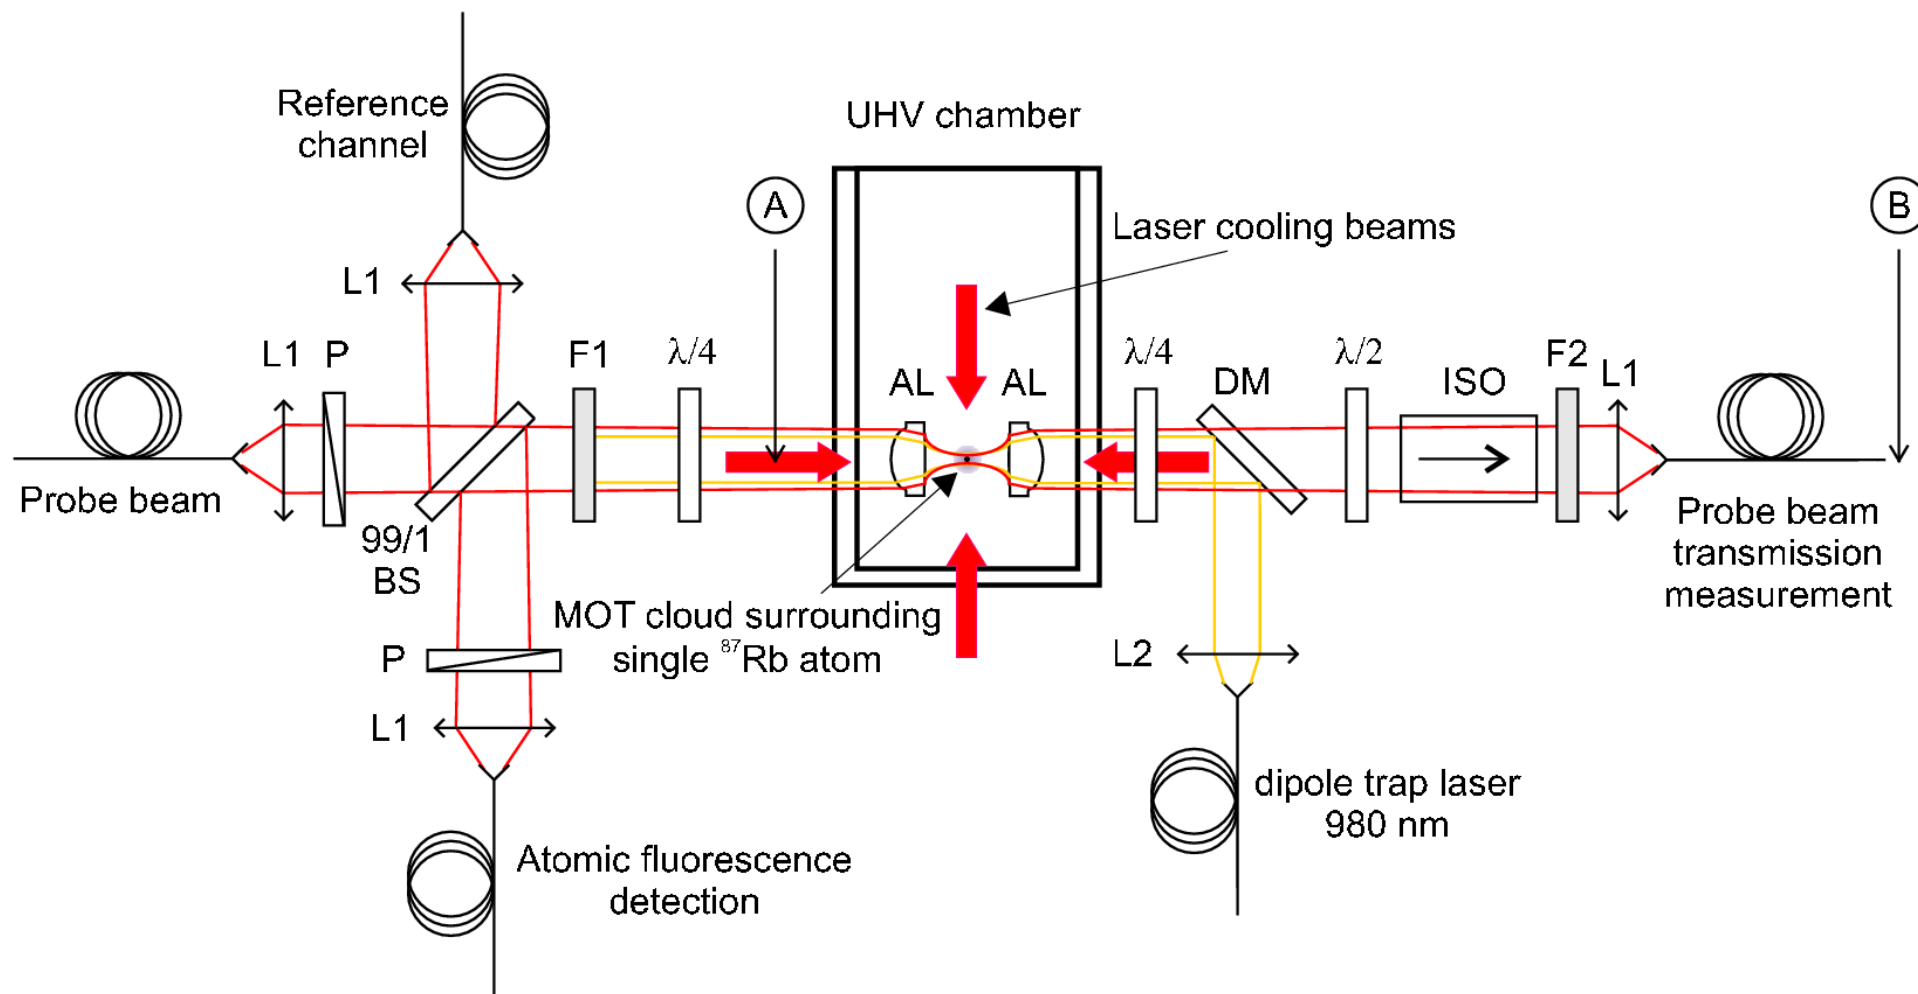 Reference
channel
UHV chamber
A
B
Laser cooling beams
L1
L1
P
F1
λ/4
AL
AL
λ/4
DM
λ/2
ISO
F2
L1
Probe beam
99/1
BS
Probe beam
transmission
measurement
MOT cloud surrounding
single ⁸⁷Rb atom
P
L2
L1
dipole trap laser
980 nm
Atomic fluorescence
detection